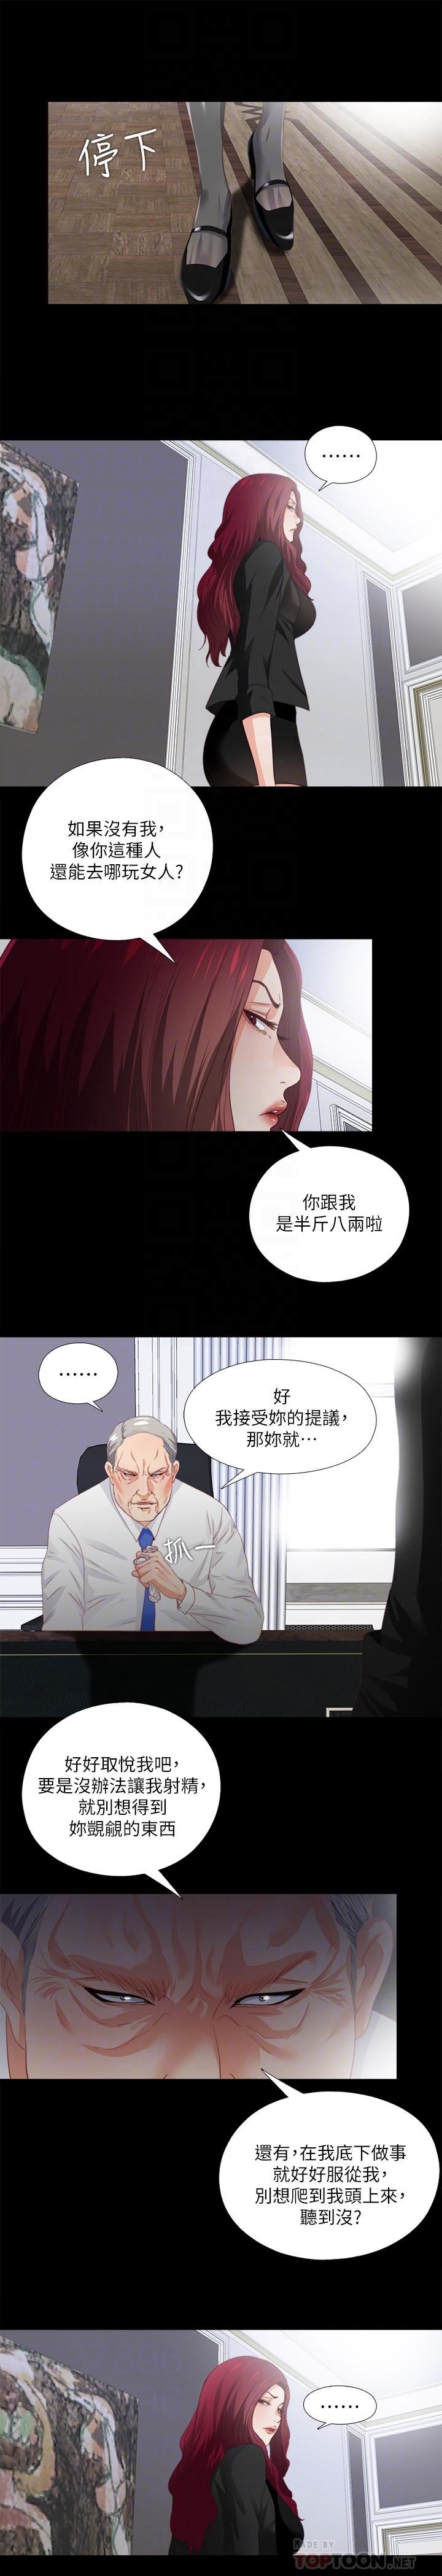 停下
……
如果沒有我，
像你這種人
還能去哪玩女人?
你跟我
是半斤八兩啦
……
好
我接受妳的提議，
那妳就…
抓一
好好取悅我吧，
要是沒辦法讓我射精，
就別想得到
妳覬覦的東西
還有，在我底下做事
就好好服從我，
別想爬到我頭上來，
聽到沒?
……
MADE BY
TOPTOON.NET